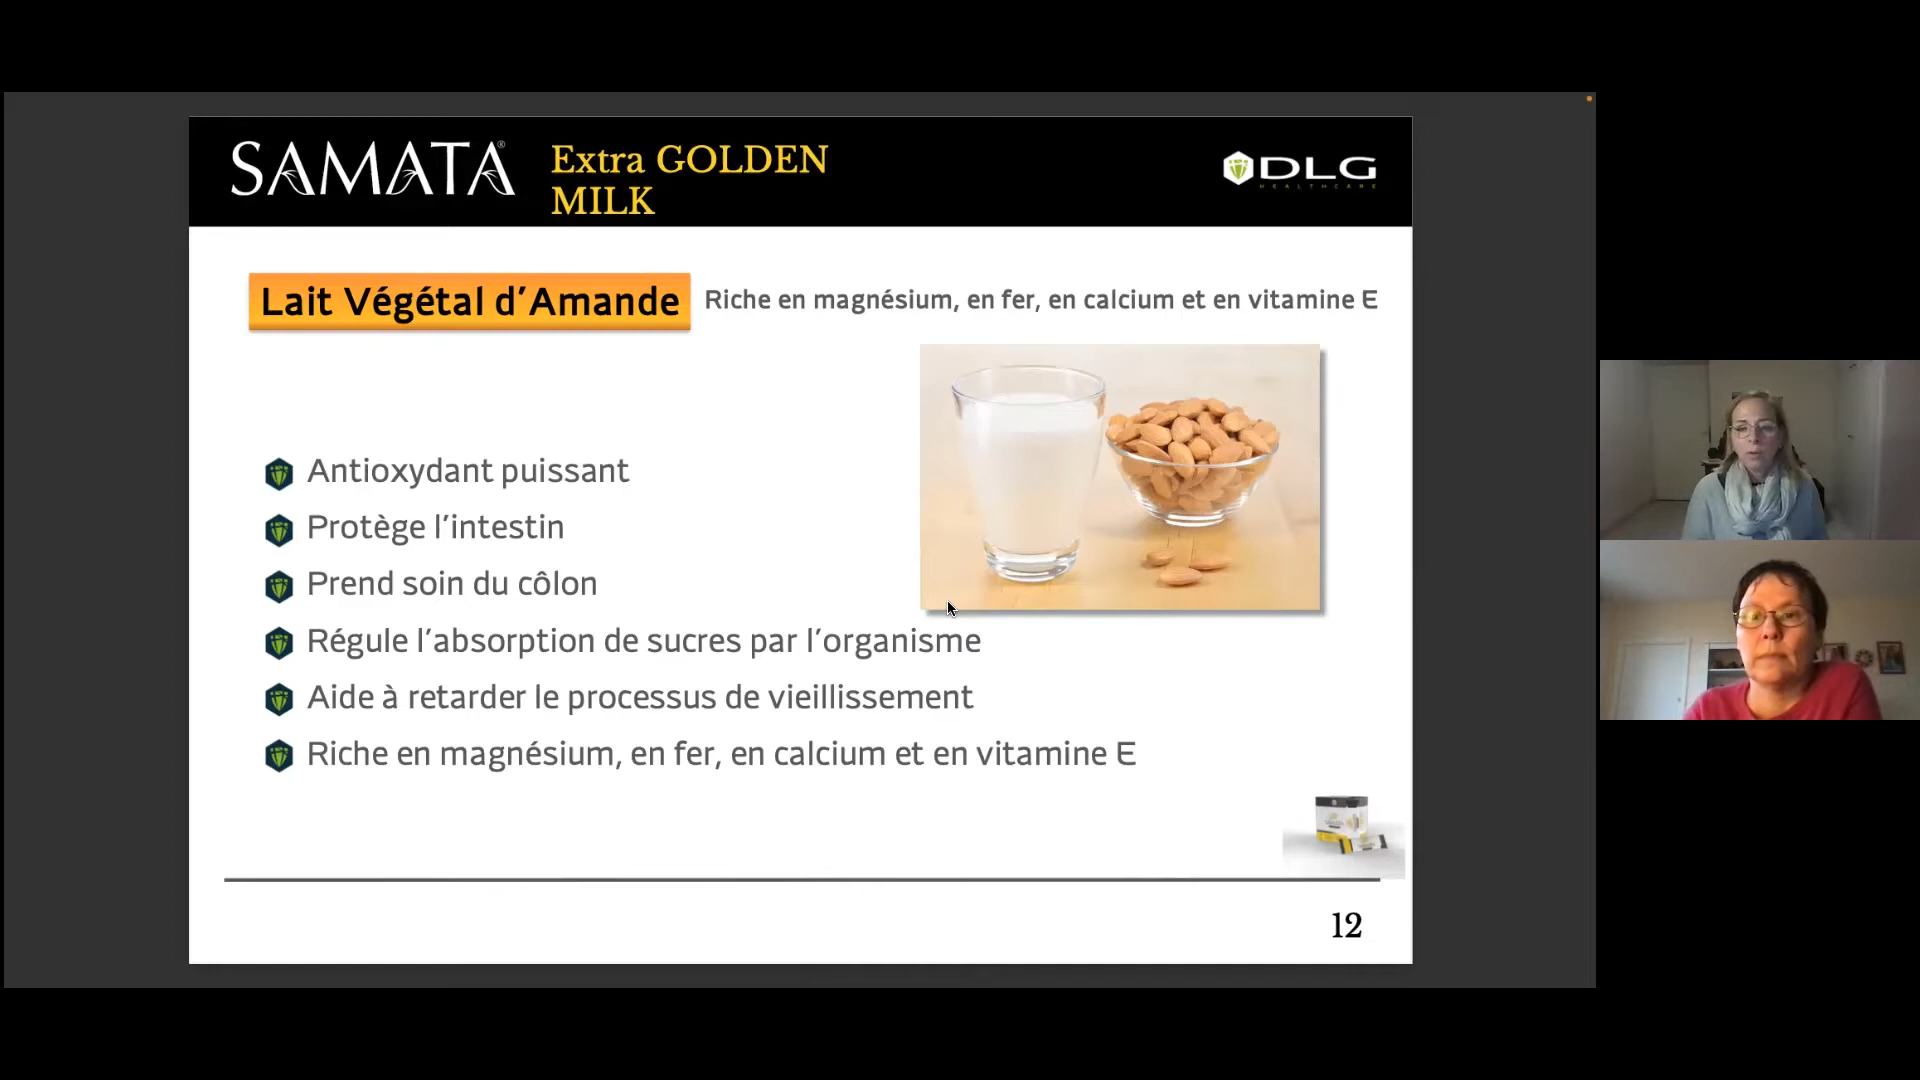 SAMATA®
Extra GOLDEN
MILK
DLG
HEALTHCARE
Lait Végétal d’Amande
Riche en magnésium, en fer, en calcium et en vitamine E
Antioxydant puissant
Protège l’intestin
Prend soin du côlon
Régule l’absorption de sucres par l’organisme
Aide à retarder le processus de vieillissement
Riche en magnésium, en fer, en calcium et en vitamine E
12